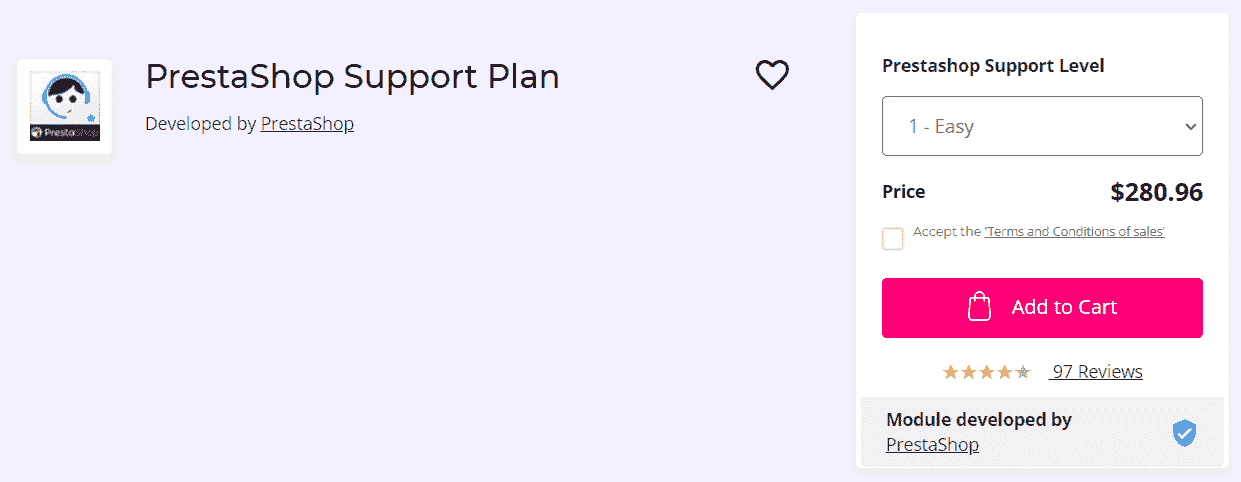 PrestaShop Support Plan
Developed by PrestaShop
PrestaShop
Prestashop Support Level
1 - Easy
Price $280.96
Accept the 'Terms and Conditions of sales'
Add to Cart
97 Reviews
Module developed by
PrestaShop